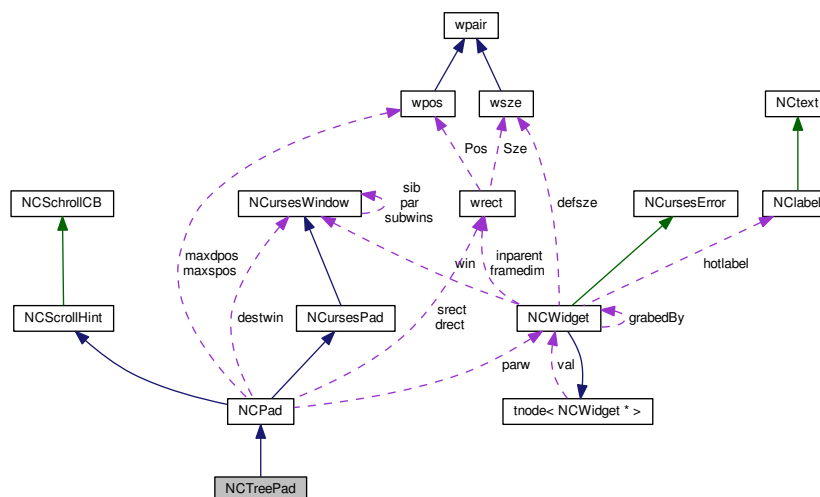 wpair
wpos
wsze
NCtext
Pos
Sze
NCSchrollCB
NCursesWindow
sib
par
subwins
wrect
defsze
NCursesError
NClabel
maxdpos
maxspos
win
inparent
framedim
hotlabel
NCScrollHint
destwin
NCursesPad
srect
drect
NCWidget
grabedBy
parw
val
NCPad
tnode< NCWidget * >
NCTreePad